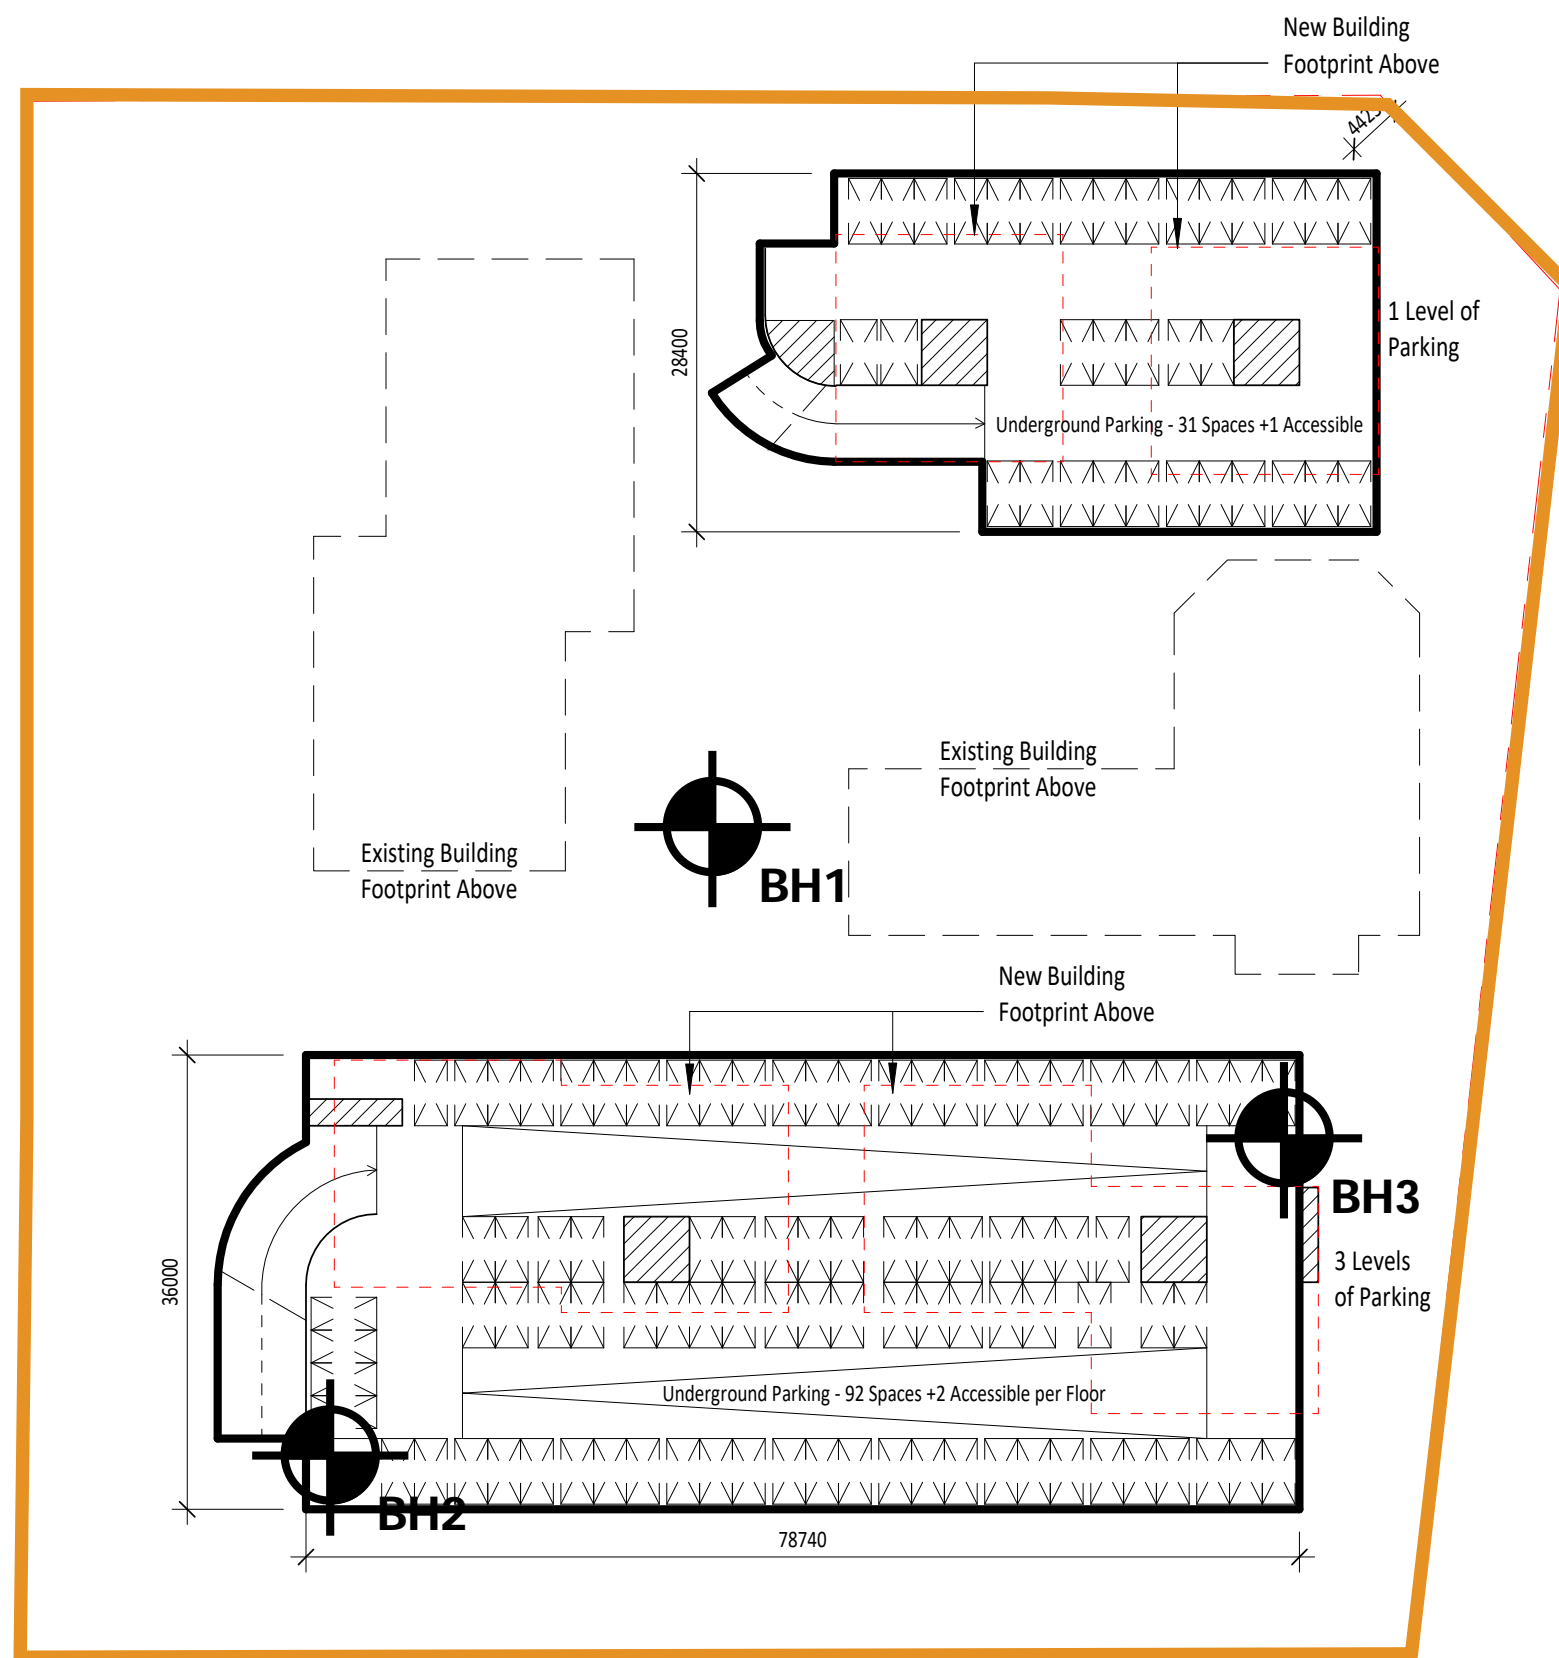 New Building
Footprint Above
4425
28400
1 Level of
Parking
Underground Parking - 31 Spaces +1 Accessible
Existing Building
Footprint Above
Existing Building
Footprint Above
BH1
New Building
Footprint Above
36000
BH3
3 Levels
of Parking
Underground Parking - 92 Spaces +2 Accessible per Floor
BH2
78740